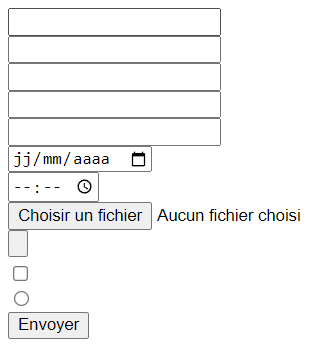 jj/mm/aaaa
--:--
Choisir un fichier Aucun fichier choisi
Envoyer